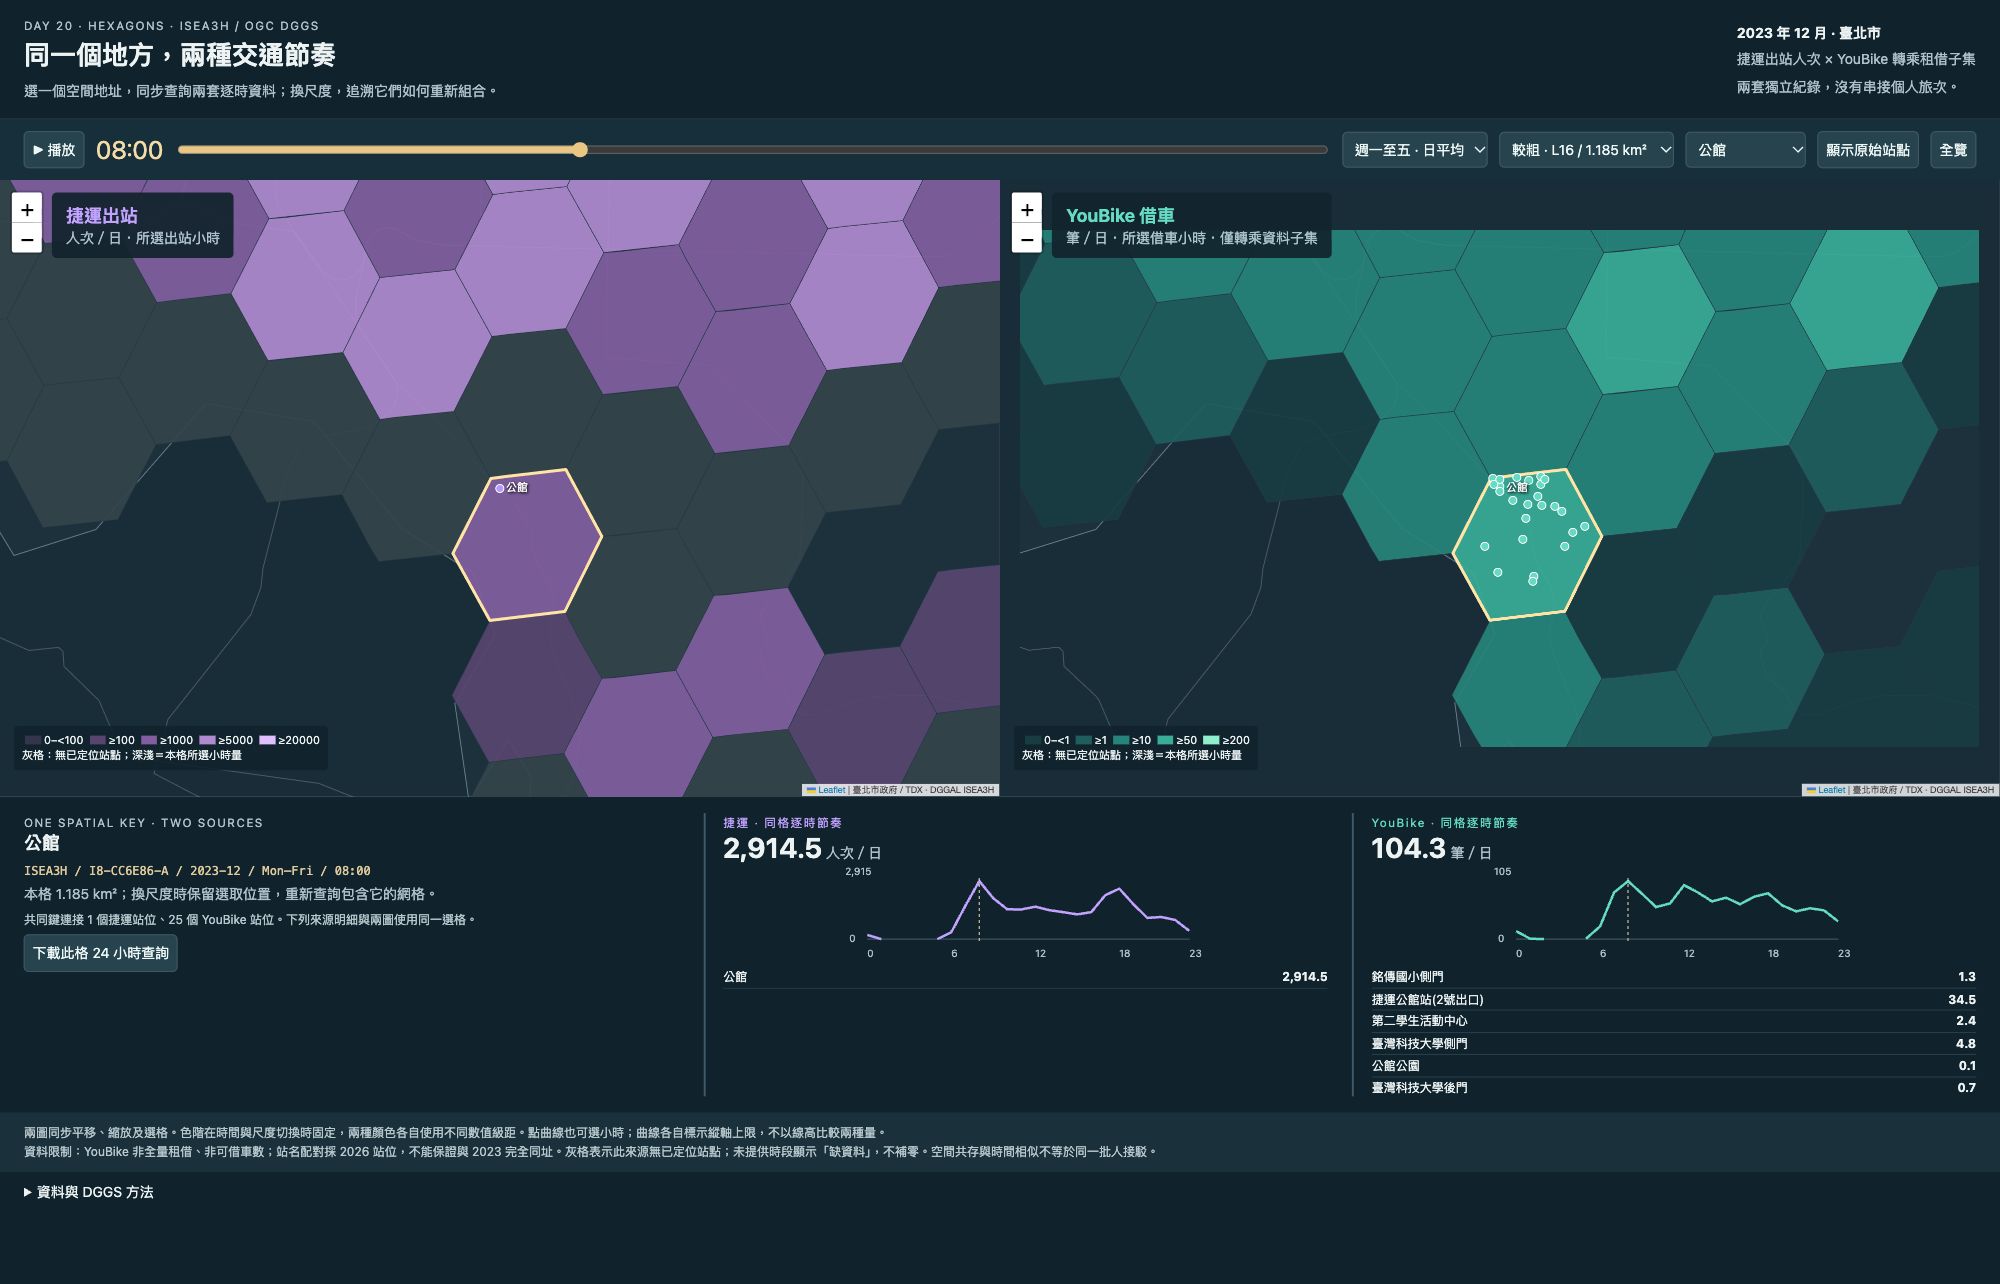 DAY 20 · HEXAGONS · ISEA3H / OGC DGGS
同一個地方，兩種交通節奏
選一個空間地址，同步查詢兩套逐時資料；換尺度，追溯它們如何重新組合。
2023 年 12 月 · 臺北市
捷運出站人次 × YouBike 轉乘租借子集
兩套獨立紀錄，沒有串接個人旅次。
▶ 播放
08:00
週一至五 · 日平均
較粗 · L16 / 1.185 km²
公館
顯示原始站點
全覽
+
−
捷運出站
人次 / 日 · 所選出站小時
公館
0–<100 ≥100 ≥1000 ≥5000 ≥20000
灰格：無已定位站點；深淺＝本格所選小時量
Leaflet | 臺北市政府 / TDX · DGGAL ISEA3H
+
−
YouBike 借車
筆 / 日 · 所選借車小時 · 僅轉乘資料子集
公館
0–<1 ≥1 ≥10 ≥50 ≥200
灰格：無已定位站點；深淺＝本格所選小時量
Leaflet | 臺北市政府 / TDX · DGGAL ISEA3H
ONE SPATIAL KEY · TWO SOURCES
公館
ISEA3H / I8-CC6E86-A / 2023-12 / Mon–Fri / 08:00
本格 1.185 km²；換尺度時保留選取位置，重新查詢包含它的網格。
共同鍵連接 1 個捷運站位、25 個 YouBike 站位。下列來源明細與兩圖使用同一選格。
下載此格 24 小時查詢
捷運 · 同格逐時節奏
2,914.5 人次 / 日
2,915
0
0 6 12 18 23
公館 2,914.5
YouBike · 同格逐時節奏
104.3 筆 / 日
105
0
0 6 12 18 23
銘傳國小側門 1.3
捷運公館站(2號出口) 34.5
第二學生活動中心 2.4
臺灣科技大學側門 4.8
公館公園 0.1
臺灣科技大學後門 0.7
兩圖同步平移、縮放及選格。色階在時間與尺度切換時固定，兩種顏色各自使用不同數值級距。點曲線也可選小時；曲線各自標示縱軸上限，不以線高比較兩種量。
資料限制：YouBike 非全量租借、非可借車數；站名配對採 2026 站位，不能保證與 2023 完全同址。灰格表示此來源無已定位站點；未提供時段顯示「缺資料」，不補零。空間共存與時間相似不等於同一批人接駁。
▶ 資料與 DGGS 方法